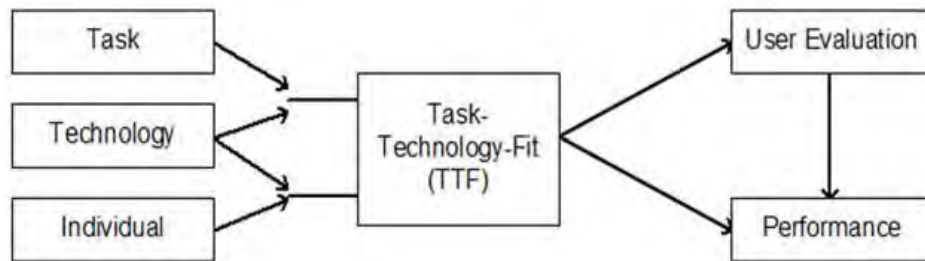 Task
Technology
Individual
Task-
Technology-Fit
(TTF)
User Evaluation
Performance